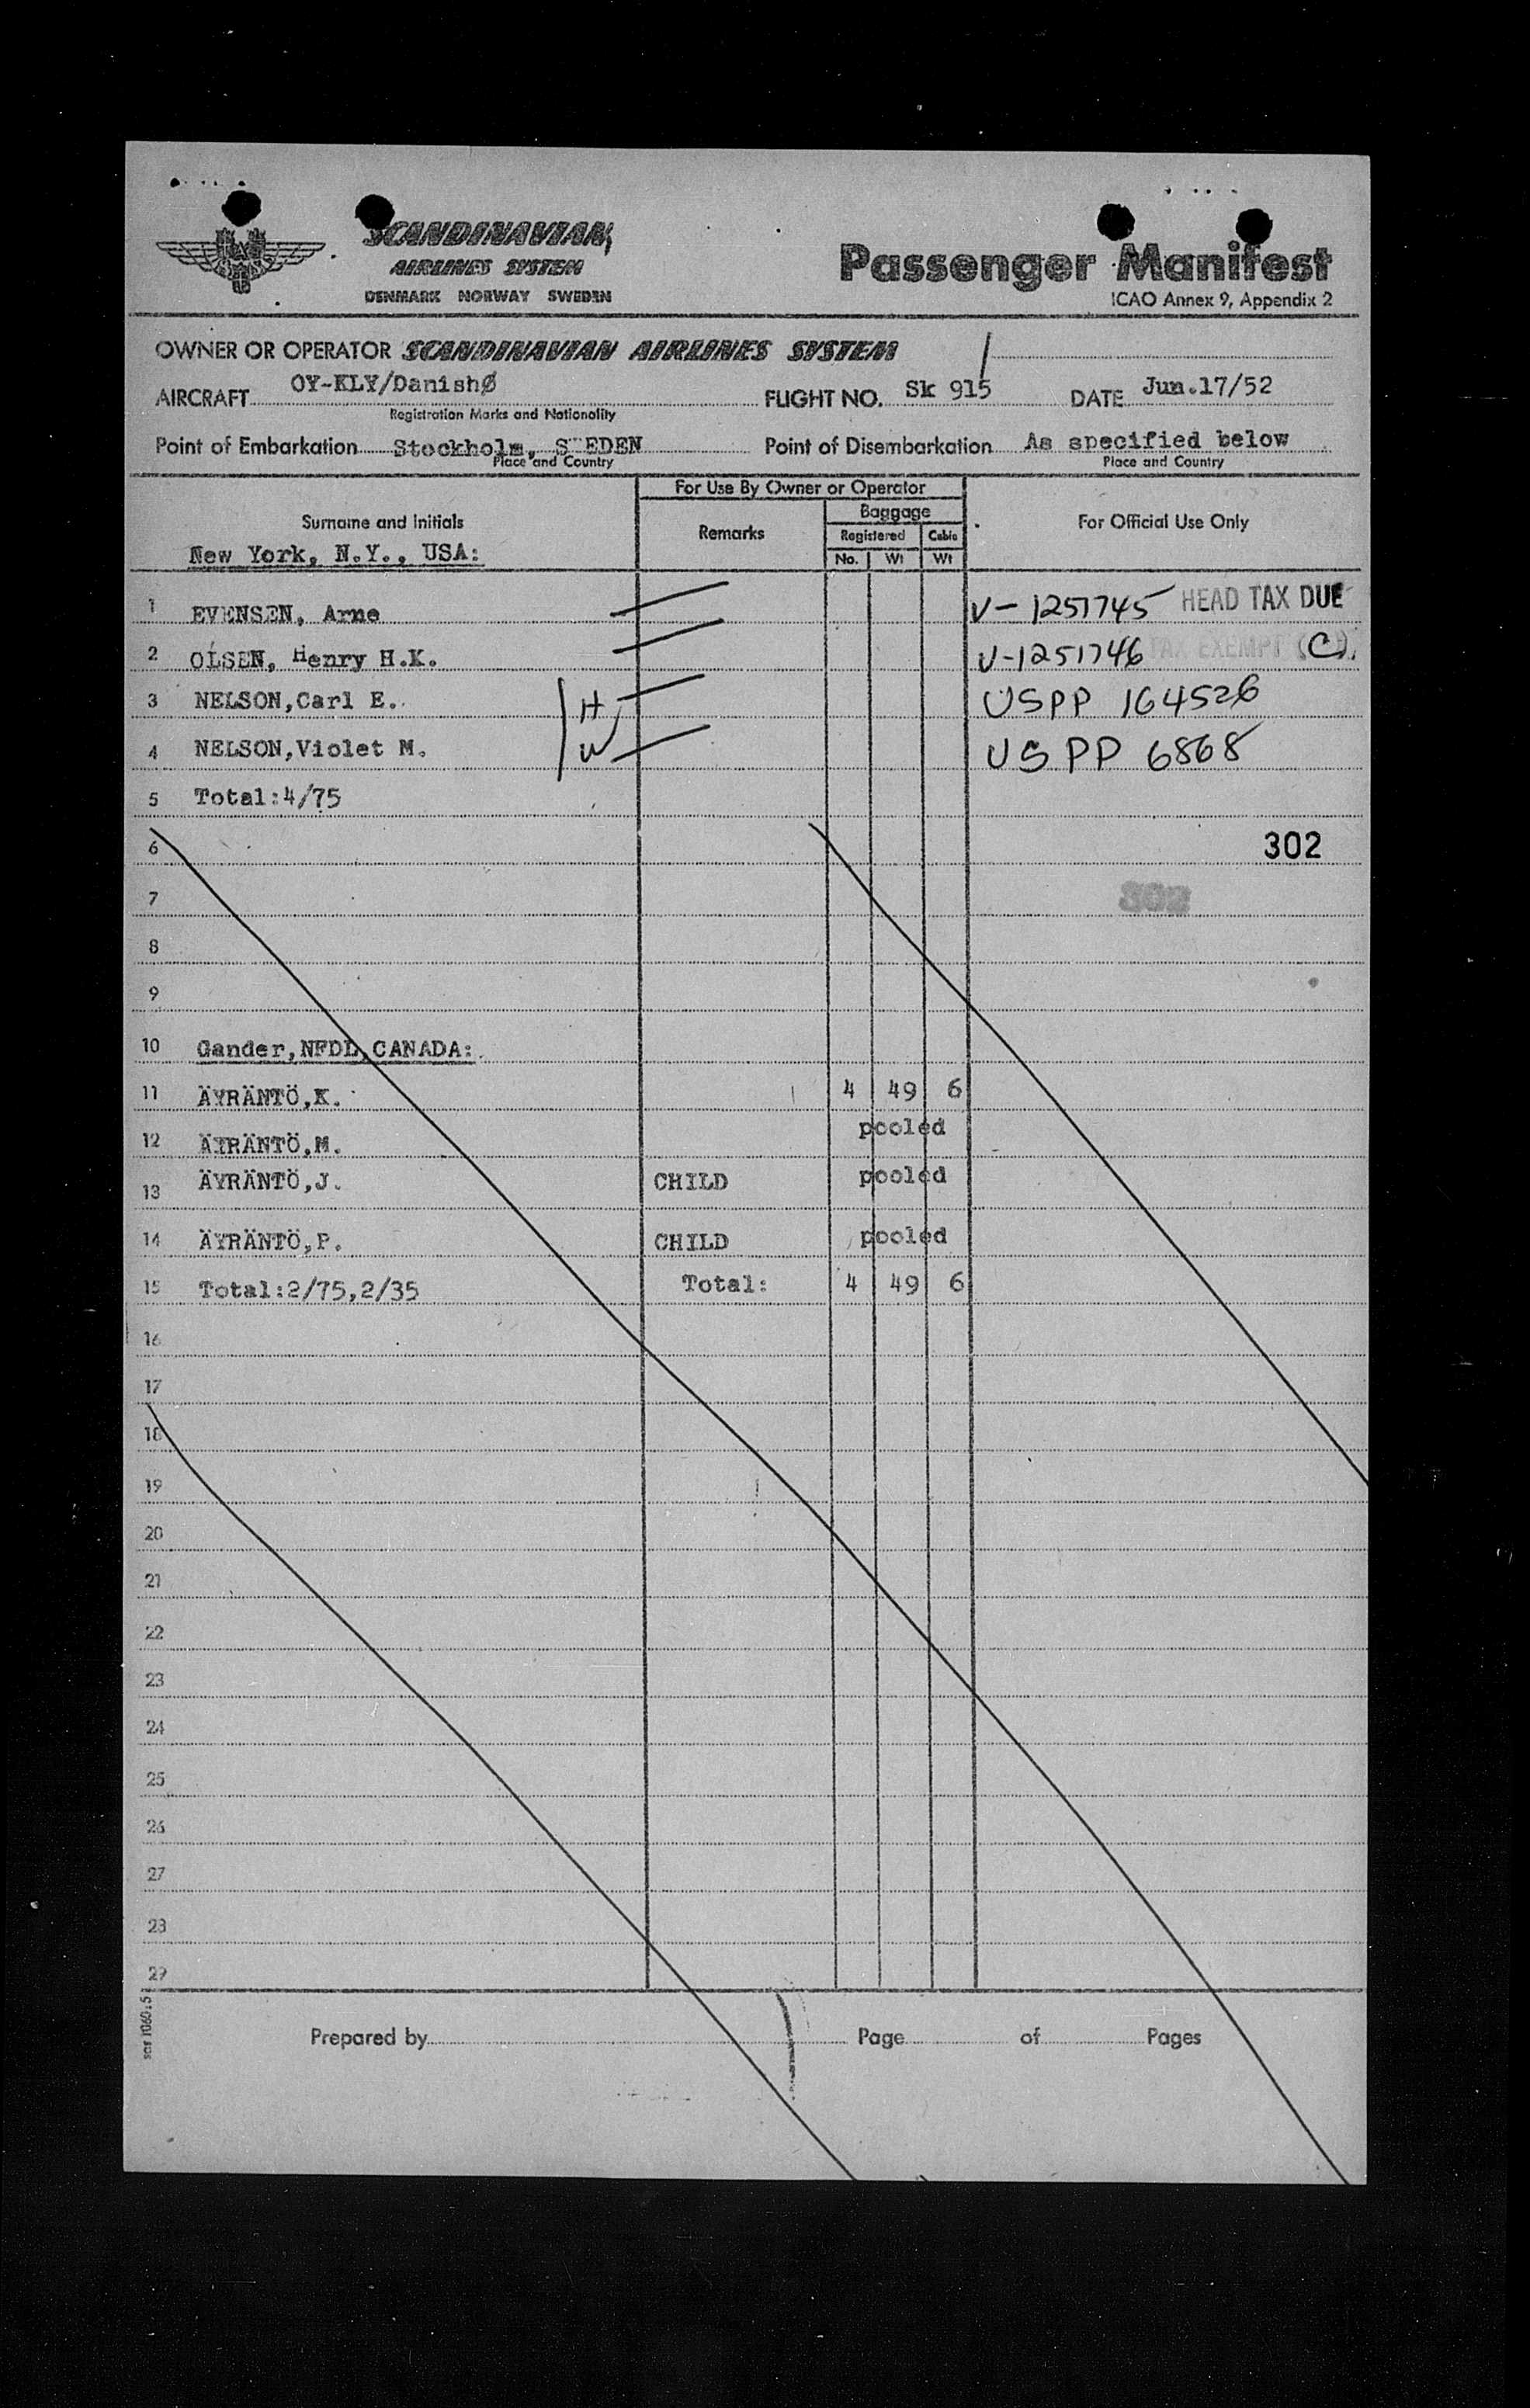 SCANDINAVIAN
AIRLINES SYSTEM
DENMARK NORWAY SWEDEN
Passenger Manifest
ICAO Annex 9, Appendix 2
OWNER OR OPERATOR SCANDINAVIAN AIRLINES SYSTEM
AIRCRAFT OY-KLY/DanishØ FLIGHT NO. Sk 915 DATE Jun.17/52
Registration Marks and Nationality
Point of Embarkation Stockholm, SWEDEN Point of Disembarkation As specified below
Place and Country Place and Country
For Use By Owner or Operator
Surname and Initials Remarks Baggage For Official Use Only
Registered Cabin
New York, N.Y., USA: No. Wt Wt
1 EVENSEN, Arne V-1251745 HEAD TAX DUE
2 OLSEN, Henry H.K. V-1251746 TAX EXEMPT (C)
3 NELSON,Carl E. H USPP 164526
4 NELSON,Violet M. W USPP 6868
5 Total:4/75
6 302
7 302
8
9
10 Gander,NFDL,CANADA:
11 ÄYRÄNTÖ,K. 4 49 6
12 ÄYRÄNTÖ,M. pooled
13 ÄYRÄNTÖ,J. CHILD pooled
14 ÄYRÄNTÖ,P. CHILD pooled
15 Total:2/75,2/35 Total: 4 49 6
16
17
18
19
20
21
22
23
24
25
26
27
28
29
Prepared by Page of Pages